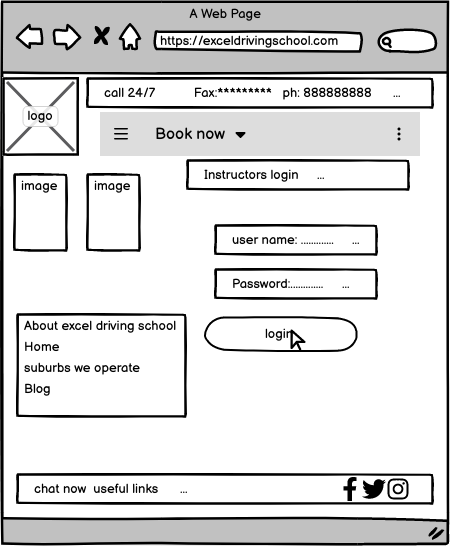 A Web Page
https://exceldrivingschool.com
logo
call 24/7 Fax:********* ph: 888888888 ...
Book now
image image
Instructors login ...
user name: ............. ...
Password:............. ...
login
About excel driving school
Home
suburbs we operate
Blog
chat now useful links ...